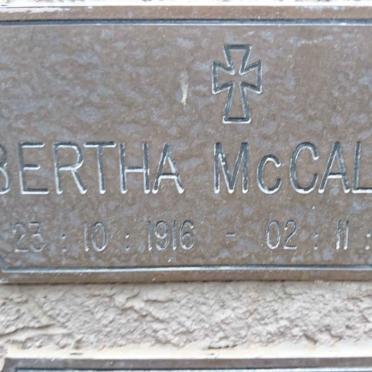 BERTHA McCAL
23 : 10 : 1916 - 02 : 11 :